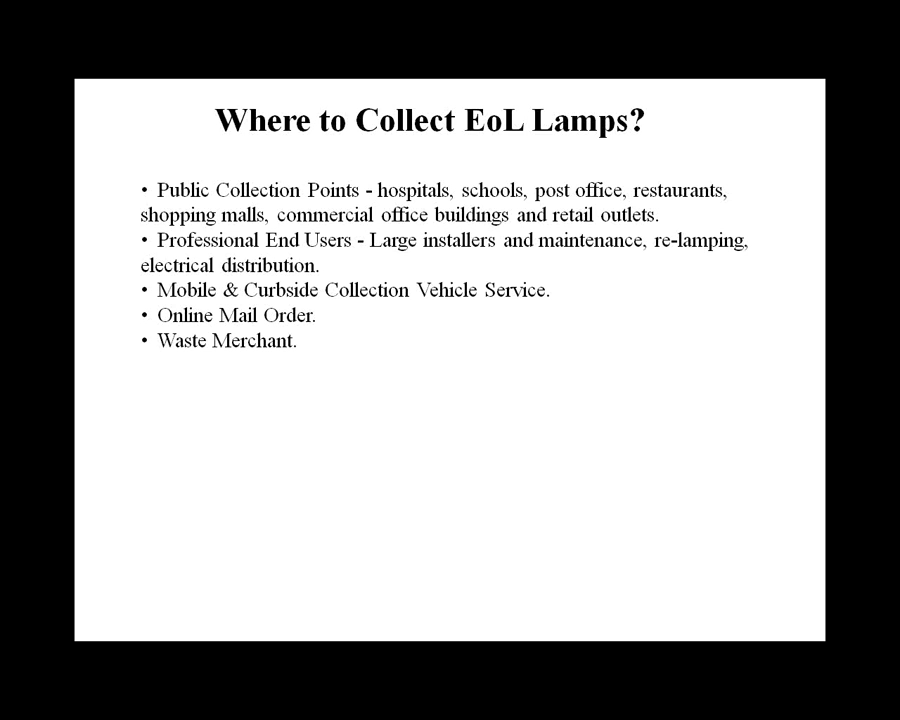 Where to Collect EoL Lamps?
• Public Collection Points - hospitals, schools, post office, restaurants,
shopping malls, commercial office buildings and retail outlets.
• Professional End Users - Large installers and maintenance, re-lamping,
electrical distribution.
• Mobile & Curbside Collection Vehicle Service.
• Online Mail Order.
• Waste Merchant.